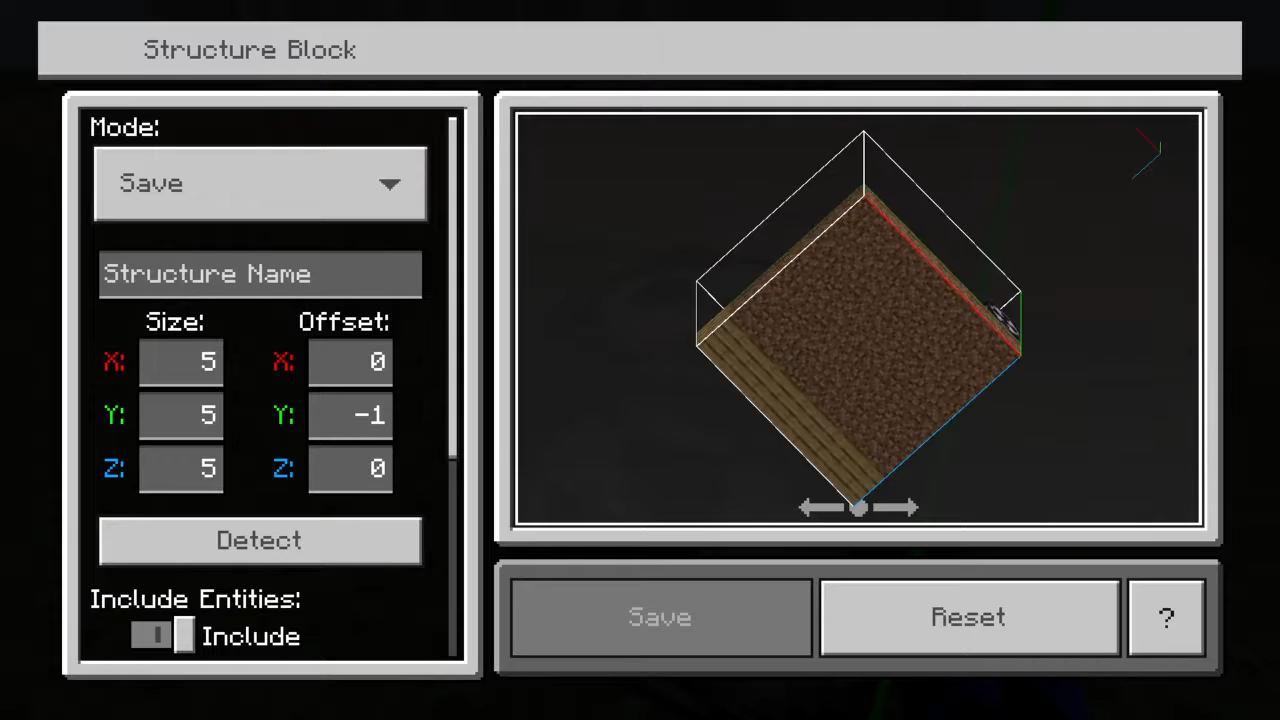 Structure Block
Mode:
Save
Structure Name
Size: Offset:
X: 5 X: 0
Y: 5 Y: -1
Z: 5 Z: 0
Detect
Include Entities:
Include
Save Reset ?